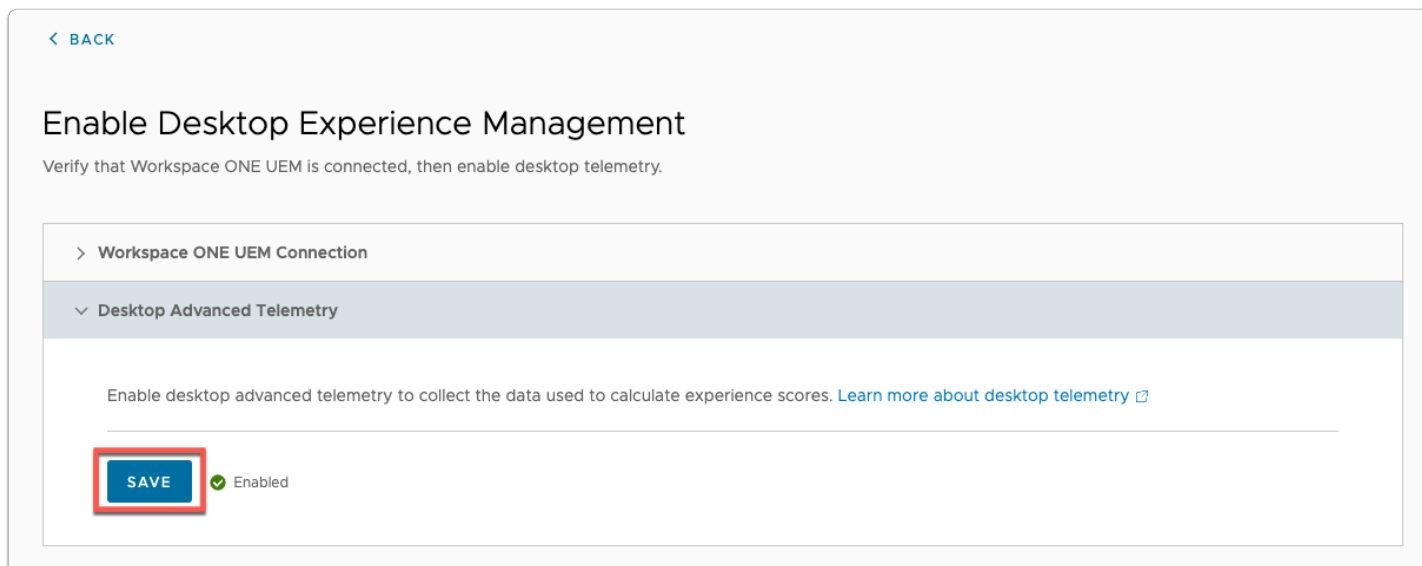 BACK
Enable Desktop Experience Management
Verify that Workspace ONE UEM is connected, then enable desktop telemetry.
Workspace ONE UEM Connection
Desktop Advanced Telemetry
Enable desktop advanced telemetry to collect the data used to calculate experience scores. Learn more about desktop telemetry
SAVE Enabled